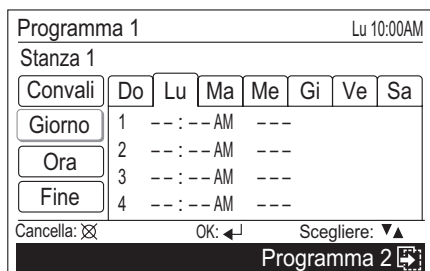 Programma 1 Lu 10:00AM
Stanza 1
Convali Do Lu Ma Me Gi Ve Sa
Giorno 1 --:--AM ---
Ora 2 --:--AM ---
3 --:--AM ---
Fine 4 --:--AM ---
Cancella: OK: Scegliere: ▼▲
Programma 2